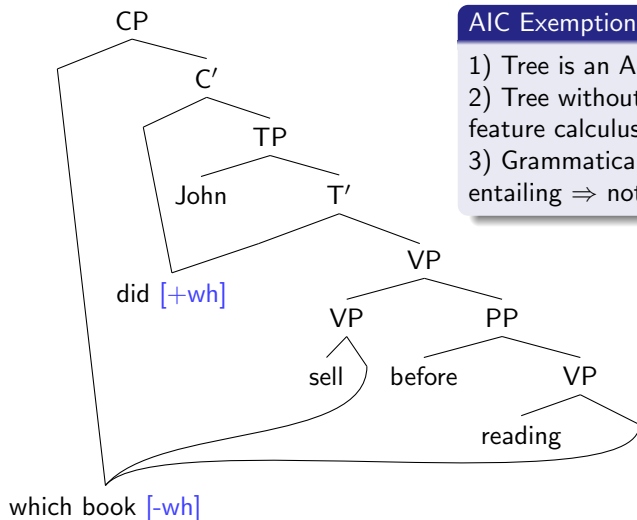 CP
AIC Exemption
C′
1) Tree is an A
2) Tree without
feature calculus
3) Grammatica
entailing ⇒ not
TP
John
T′
did [+wh]
VP
VP
PP
sell
before
VP
reading
which book [-wh]